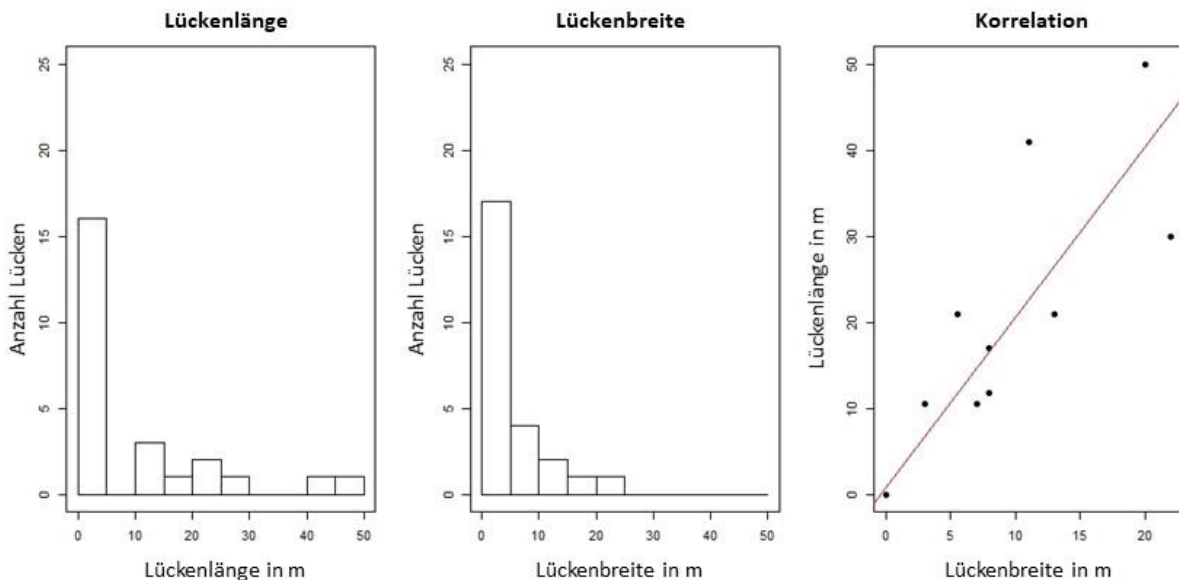 Lückenlänge
Anzahl Lücken
25
20
15
10
5
0
0 10 20 30 40 50
Lückenlänge in m
Lückenbreite
Anzahl Lücken
25
20
15
10
5
0
0 10 20 30 40 50
Lückenbreite in m
Korrelation
Lückenlänge in m
50
40
30
20
10
0
0 5 10 15 20
Lückenbreite in m